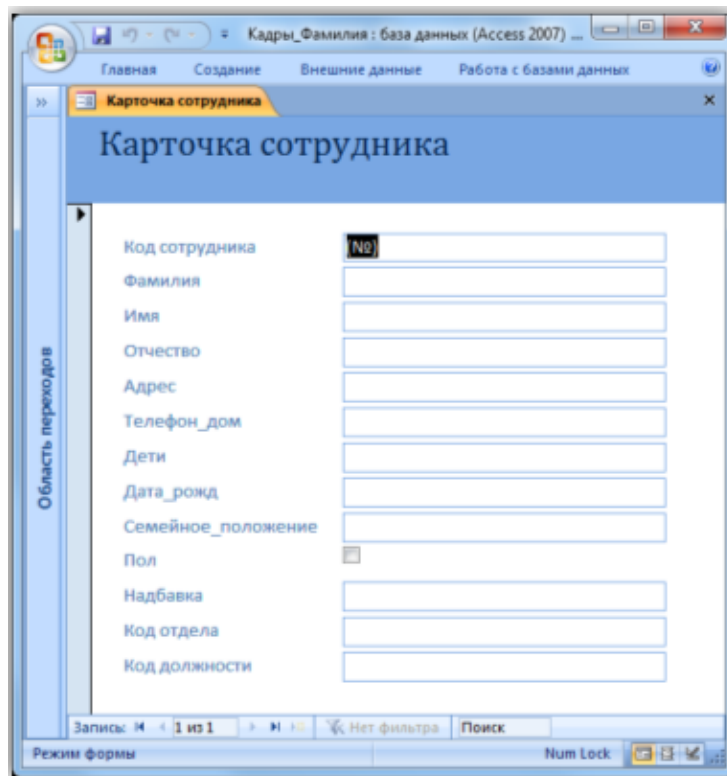 Кадры_Фамилия : база данных (Access 2007) ...
Главная Создание Внешние данные Работа с базами данных
Карточка сотрудника
Карточка сотрудника
Код сотрудника (№)
Фамилия
Имя
Отчество
Адрес
Телефон_дом
Дети
Дата_рожд
Семейное_положение
Пол
Надбавка
Код отдела
Код должности
Область переходов
Запись: 1 из 1 Нет фильтра Поиск
Режим формы Num Lock